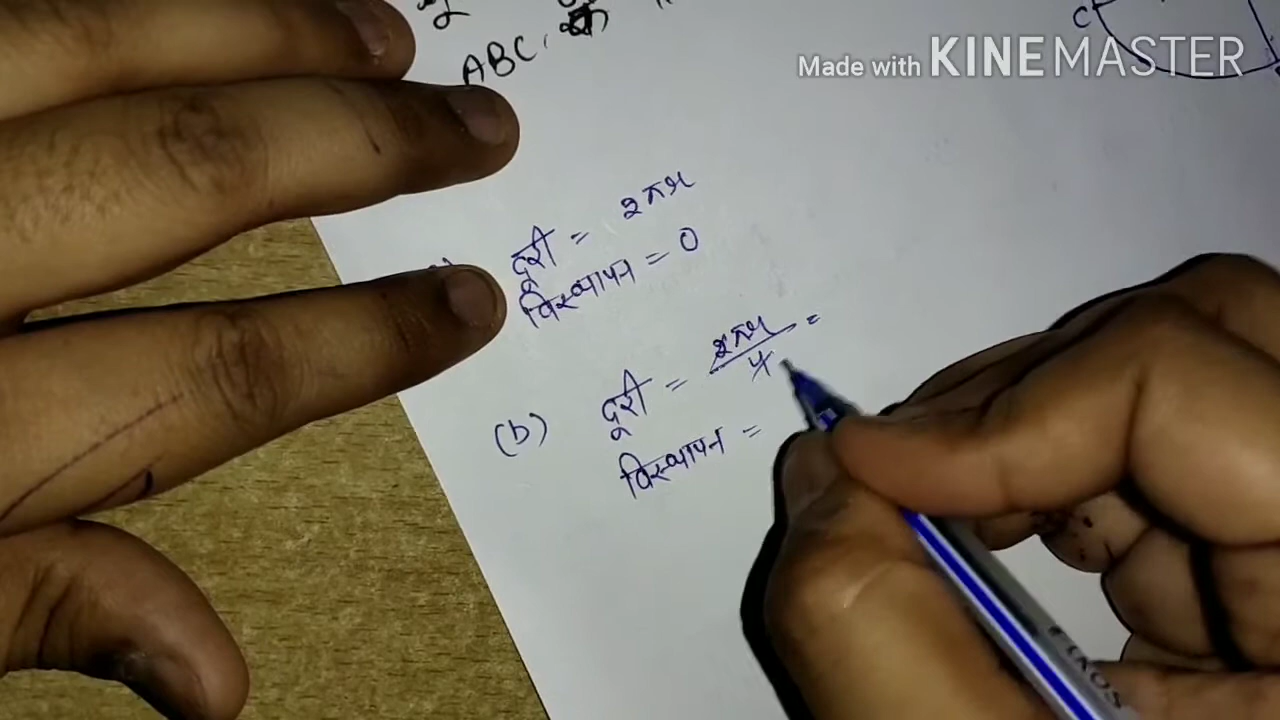 Made with KINEMASTER
C
ABC,
दूरी = 2πr
विस्थापन = 0
(b) दूरी = 2πr/4 =
विस्थापन =